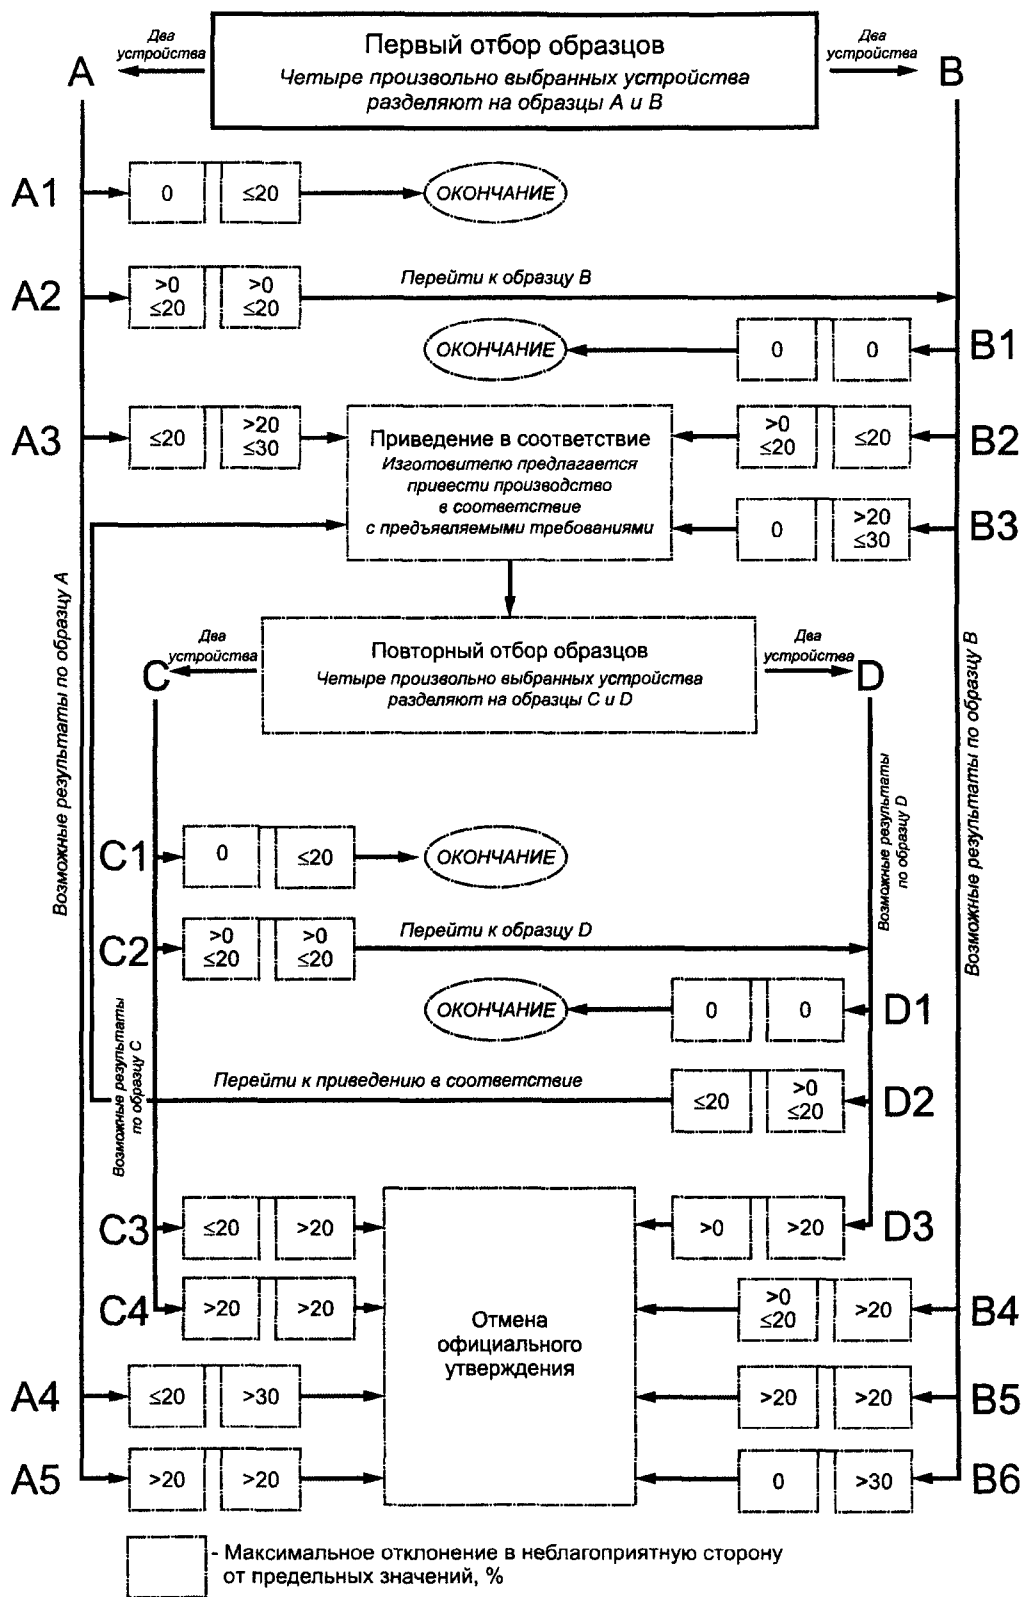 Первый отбор образцов
Четыре произвольно выбранных устройства
разделяют на образцы А и В
Два
устройства
A
Два
устройства
B
A1
0
≤20
ОКОНЧАНИЕ
A2
>0
≤20
>0
≤20
Перейти к образцу В
ОКОНЧАНИЕ
0
0
B1
A3
≤20
>20
≤30
Приведение в соответствие
Изготовителю предлагается
привести производство
в соответствие
с предъявляемыми требованиями
>0
≤20
≤20
B2
0
>20
≤30
B3
Возможные результаты по образцу А
Возможные результаты по образцу В
Два
устройства
C
Повторный отбор образцов
Четыре произвольно выбранных устройства
разделяют на образцы С и D
Два
устройства
D
Возможные результаты
по образцу D
C1
0
≤20
ОКОНЧАНИЕ
C2
>0
≤20
>0
≤20
Перейти к образцу D
ОКОНЧАНИЕ
0
0
D1
Возможные результаты
по образцу С
Перейти к приведению в соответствие
≤20
>0
≤20
D2
C3
≤20
>20
>0
>20
D3
C4
>20
>20
Отмена
официального
утверждения
>0
≤20
>20
B4
A4
≤20
>30
>20
>20
B5
A5
>20
>20
0
>30
B6
- Максимальное отклонение в неблагоприятную сторону
от предельных значений, %